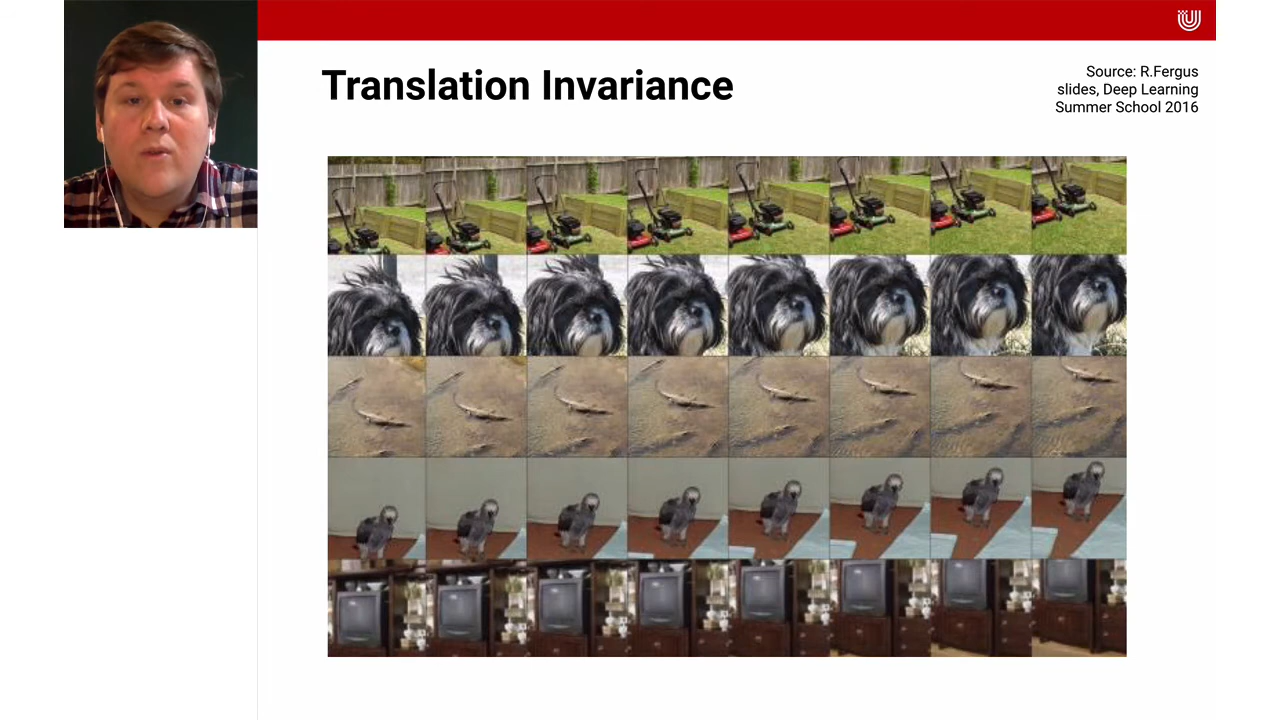 Translation Invariance
Source: R.Fergus
slides, Deep Learning
Summer School 2016